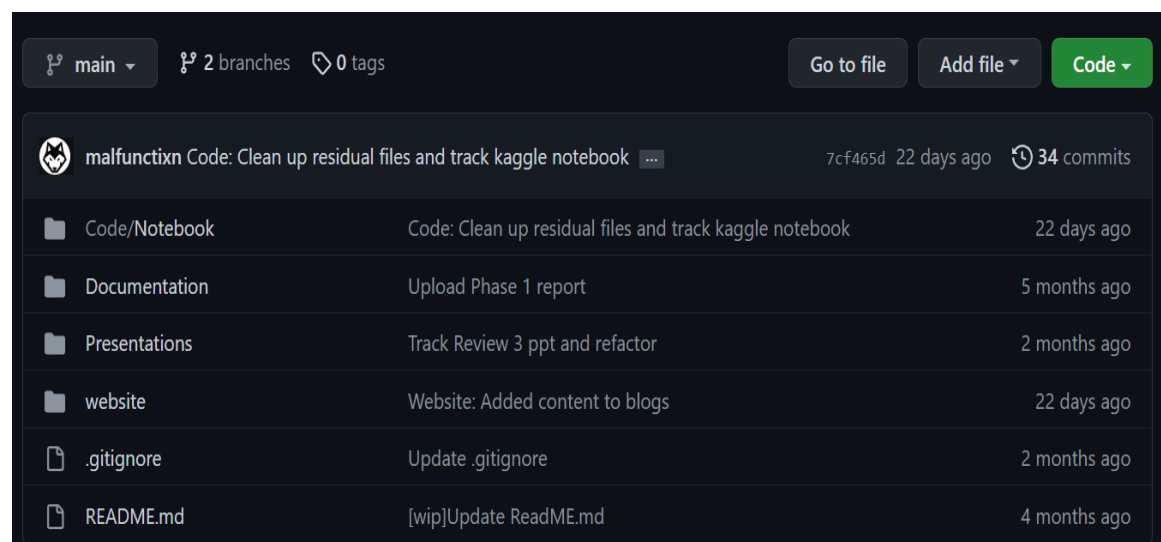 main 2 branches 0 tags Go to file Add file Code
malfunctixn Code: Clean up residual files and track kaggle notebook ... 7cf465d 22 days ago 34 commits
Code/Notebook Code: Clean up residual files and track kaggle notebook 22 days ago
Documentation Upload Phase 1 report 5 months ago
Presentations Track Review 3 ppt and refactor 2 months ago
website Website: Added content to blogs 22 days ago
.gitignore Update .gitignore 2 months ago
README.md [wip]Update ReadME.md 4 months ago